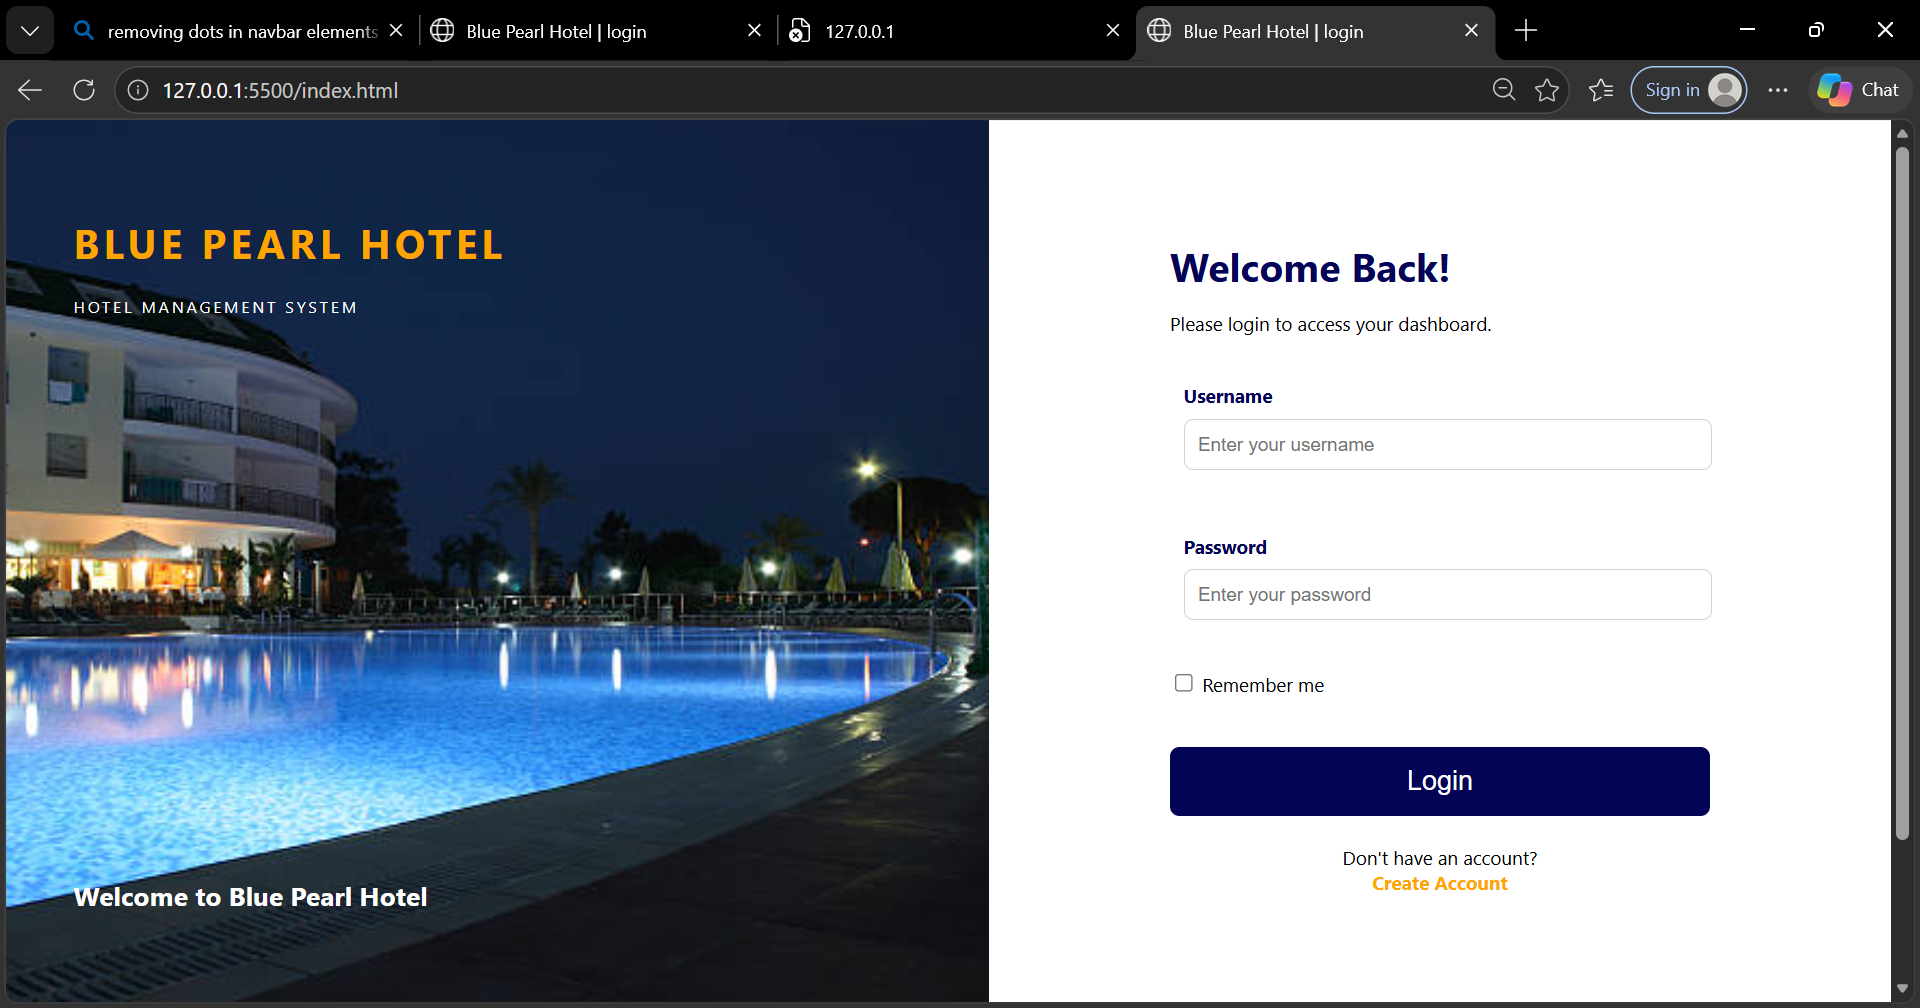 removing dots in navbar elements
Blue Pearl Hotel | login
127.0.0.1
Blue Pearl Hotel | login
127.0.0.1:5500/index.html
Sign in
Chat
BLUE PEARL HOTEL
HOTEL MANAGEMENT SYSTEM
Welcome to Blue Pearl Hotel
Welcome Back!
Please login to access your dashboard.
Username
Enter your username
Password
Enter your password
Remember me
Login
Don't have an account?
Create Account